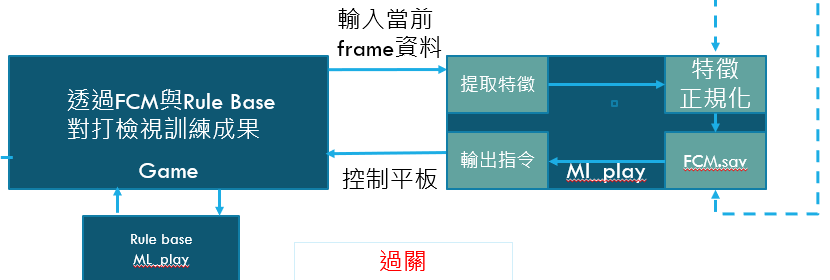 輸入當前
frame資料
透過FCM與Rule Base
對打檢視訓練成果
Game
提取特徵
特徵
正規化
輸出指令
ML_play
FCM.sav
控制平板
Rule base
ML_play
過關